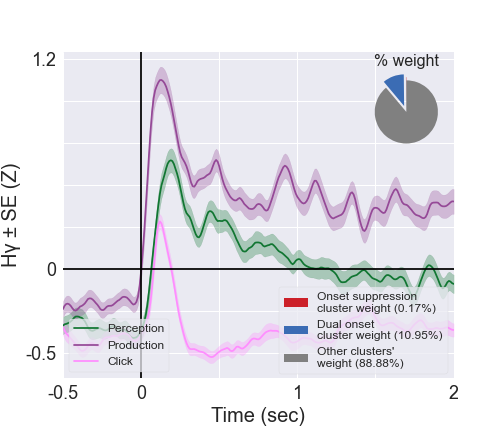 % weight
1.2
0
-0.5
Hγ ± SE (Z)
Perception
Production
Click
Onset suppression
cluster weight (0.17%)
Dual onset
cluster weight (10.95%)
Other clusters'
weight (88.88%)
-0.5
0
1
2
Time (sec)